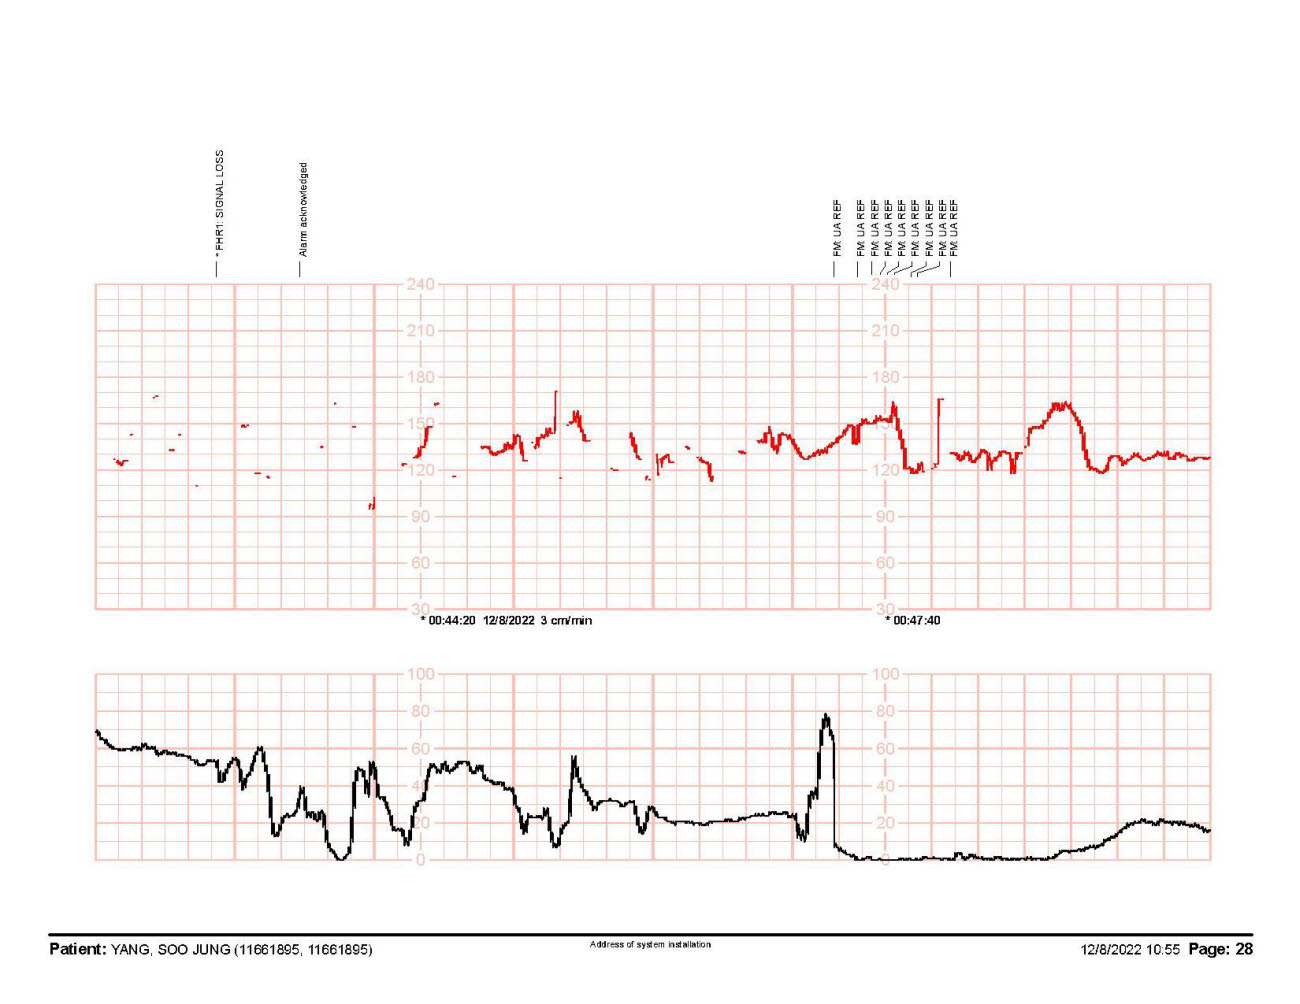 * FHR1: SIGNAL LOSS
Alarm acknowledged
FM: UA REF
FM: UA REF
FM: UA REF
FM: UA REF
FM: UA REF
FM: UA REF
FM: UA REF
FM: UA REF
FM: UA REF
240 240
210 210
180 180
150 150
120 120
90 90
60 60
30 30
* 00:44:20 12/8/2022 3 cm/min * 00:47:40
100 100
80 80
60 60
40 40
20 20
0 0
Patient: YANG, SOO JUNG (11661895, 11661895) Address of system installation 12/8/2022 10:55 Page: 28